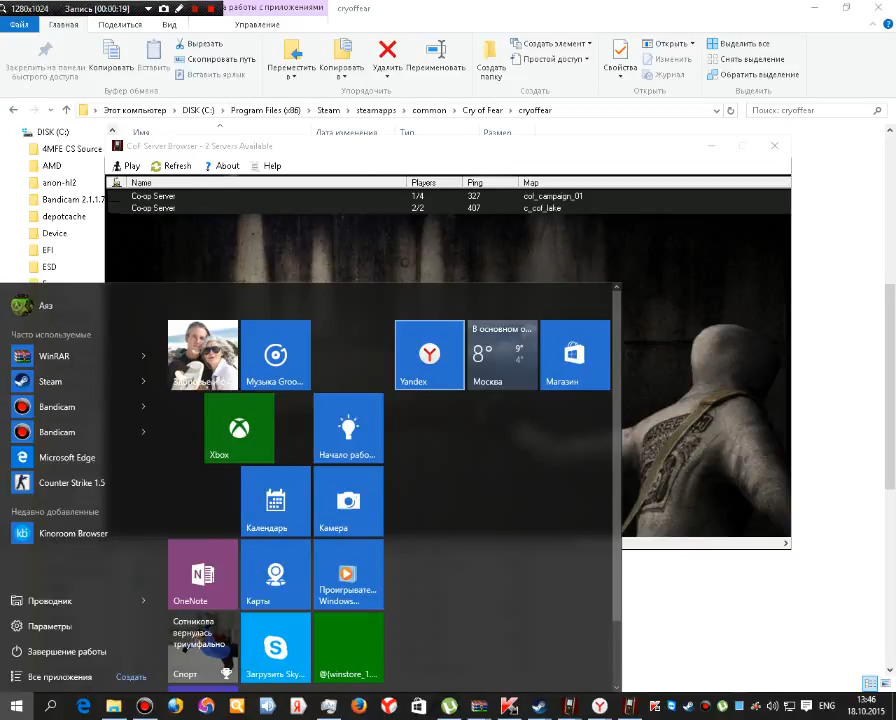 1280x1024 Запись [00:00:19] а работы с приложениями cryoffear
Файл Главная Поделиться Вид Управление
Закрепить на панели быстрого доступа
Копировать
Вставить
Вырезать
Скопировать путь
Вставить ярлык
Буфер обмена
Переместить в
Копировать в
Удалить
Переименовать
Упорядочить
Создать папку
Создать элемент
Простой доступ
Создать
Свойства
Открыть
Изменить
Журнал
Открыть
Выделить все
Снять выделение
Обратить выделение
Выделить
Этот компьютер DISK (C:) Program Files (x86) Steam steamapps common Cry of Fear cryoffear
Поиск: cryoffear
Имя Дата изменения Тип Размер
DISK (C:)
4MFE CS Source
AMD
anon-hl2
Bandicam 2.1.1.7
depotcache
Device
EFI
ESD
CoF Server Browser - 2 Servers Available
Play Refresh About Help
Name Players Ping Map
Co-op Server 1/4 327 cof_campaign_01
Co-op Server 2/2 407 c_cof_lake
Аяз
Часто используемые
WinRAR
Steam
Bandicam
Bandicam
Microsoft Edge
Counter Strike 1.5
Недавно добавленные
Kinoroom Browser
Проводник
Параметры
Завершение работы
Все приложения Создать
Музыка Groo...
Yandex
В основном о...
8° 9°
4°
Москва
Магазин
Xbox
Начало рабо...
Календарь
Камера
OneNote
Карты
Проигрывате...
Windows...
Сотникова
вернулась
триумфально
Спорт
Загрузить Sky...
@{winstore_1....
ENG
13:46
18.10.2015